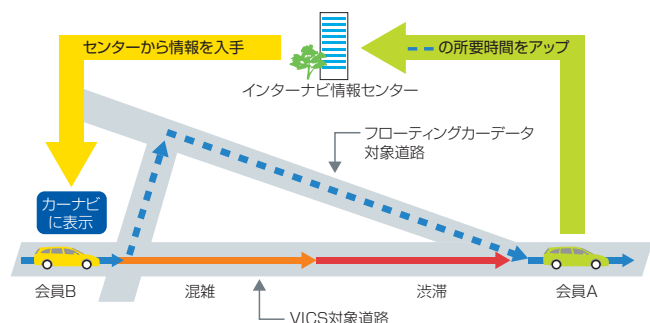 センターから情報を入手
の所要時間をアップ
インターナビ情報センター
フローティングカーデータ
対象道路
カーナビ
に表示
会員B
混雑
渋滞
会員A
VICS対象道路